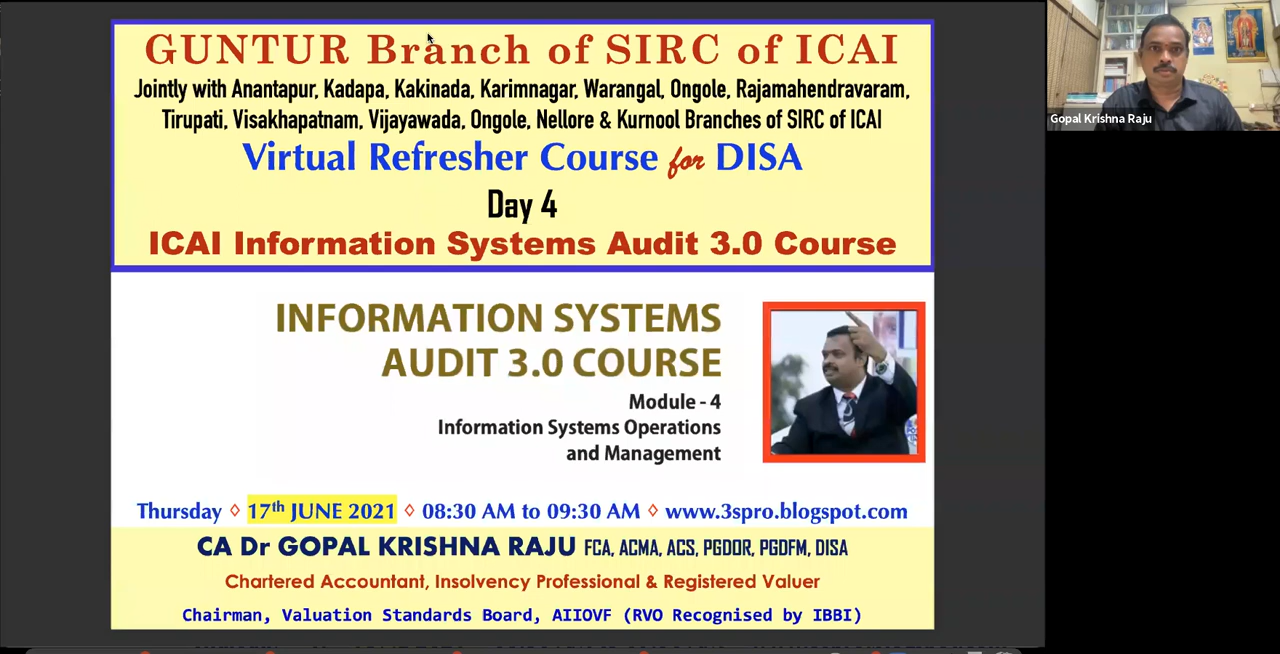 GUNTUR Branch of SIRC of ICAI
Jointly with Anantapur, Kadapa, Kakinada, Karimnagar, Warangal, Ongole, Rajamahendravaram,
Tirupati, Visakhapatnam, Vijayawada, Ongole, Nellore & Kurnool Branches of SIRC of ICAI
Virtual Refresher Course for DISA
Day 4
ICAI Information Systems Audit 3.0 Course
INFORMATION SYSTEMS
AUDIT 3.0 COURSE
Module - 4
Information Systems Operations
and Management
Thursday ◊ 17th JUNE 2021 ◊ 08:30 AM to 09:30 AM ◊ www.3spro.blogspot.com
CA Dr GOPAL KRISHNA RAJU FCA, ACMA, ACS, PGDOR, PGDFM, DISA
Chartered Accountant, Insolvency Professional & Registered Valuer
Chairman, Valuation Standards Board, AIIOVF (RVO Recognised by IBBI)
Gopal Krishna Raju